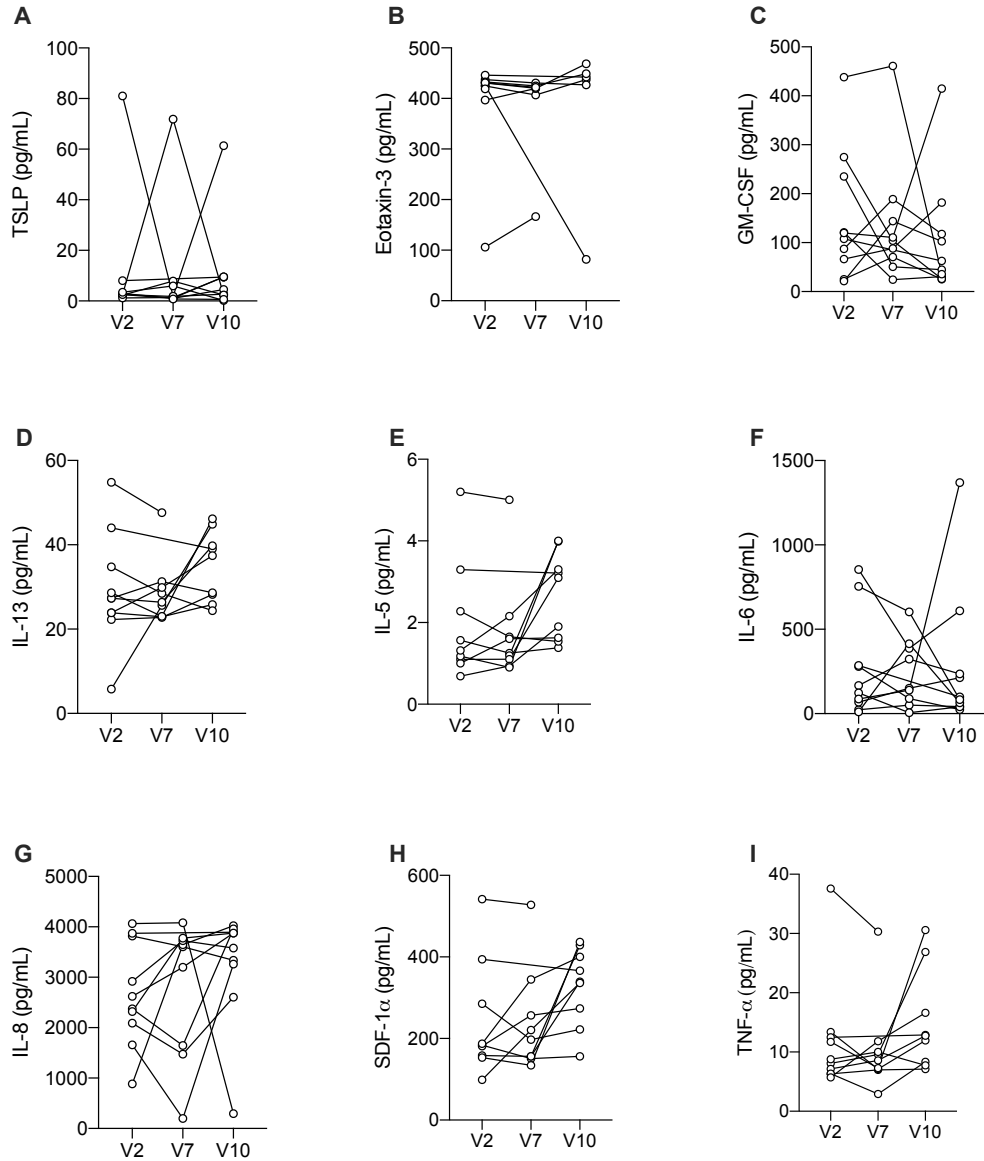 A
TSLP (pg/mL)
100
80
60
40
20
0
V2 V7 V10
B
Eotaxin-3 (pg/mL)
500
400
300
200
100
0
V2 V7 V10
C
GM-CSF (pg/mL)
500
400
300
200
100
0
V2 V7 V10
D
IL-13 (pg/mL)
60
40
20
0
V2 V7 V10
E
IL-5 (pg/mL)
6
4
2
0
V2 V7 V10
F
IL-6 (pg/mL)
1500
1000
500
0
V2 V7 V10
G
IL-8 (pg/mL)
5000
4000
3000
2000
1000
0
V2 V7 V10
H
SDF-1α (pg/mL)
600
400
200
0
V2 V7 V10
I
TNF-α (pg/mL)
40
30
20
10
0
V2 V7 V10